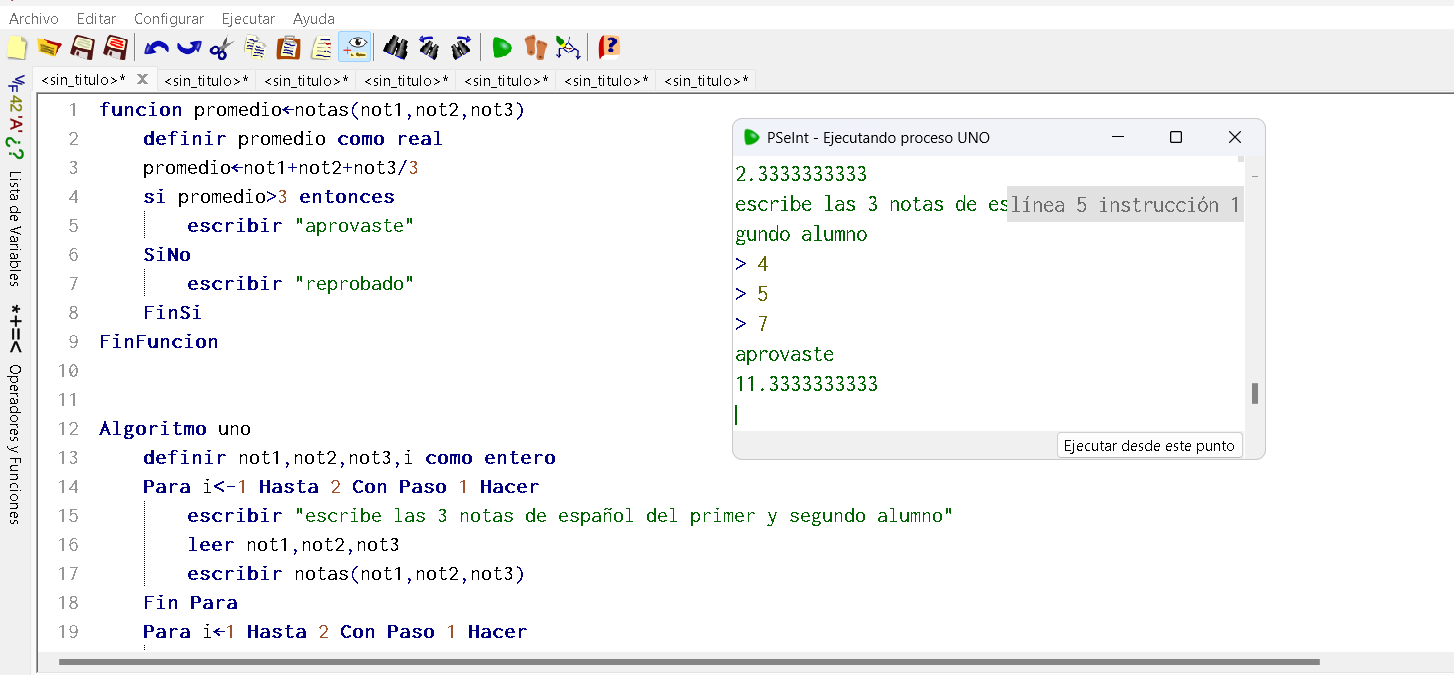 Archivo Editar Configurar Ejecutar Ayuda
<sin_titulo>* X <sin_titulo>* <sin_titulo>* <sin_titulo>* <sin_titulo>* <sin_titulo>* <sin_titulo>*
VF 42 'A' ¿? Lista de Variables
*+=< Operadores y Funciones
1 funcion promedio←notas(not1,not2,not3)
2 definir promedio como real
3 promedio←not1+not2+not3/3
4 si promedio>3 entonces
5 escribir "aprovaste"
6 SiNo
7 escribir "reprobado"
8 FinSi
9 FinFuncion
10
11
12 Algoritmo uno
13 definir not1,not2,not3,i como entero
14 Para i<-1 Hasta 2 Con Paso 1 Hacer
15 escribir "escribe las 3 notas de español del primer y segundo alumno"
16 leer not1,not2,not3
17 escribir notas(not1,not2,not3)
18 Fin Para
19 Para i←1 Hasta 2 Con Paso 1 Hacer
PSeInt - Ejecutando proceso UNO
2.3333333333
escribe las 3 notas de es
línea 5 instrucción 1
gundo alumno
> 4
> 5
> 7
aprovaste
11.3333333333
Ejecutar desde este punto